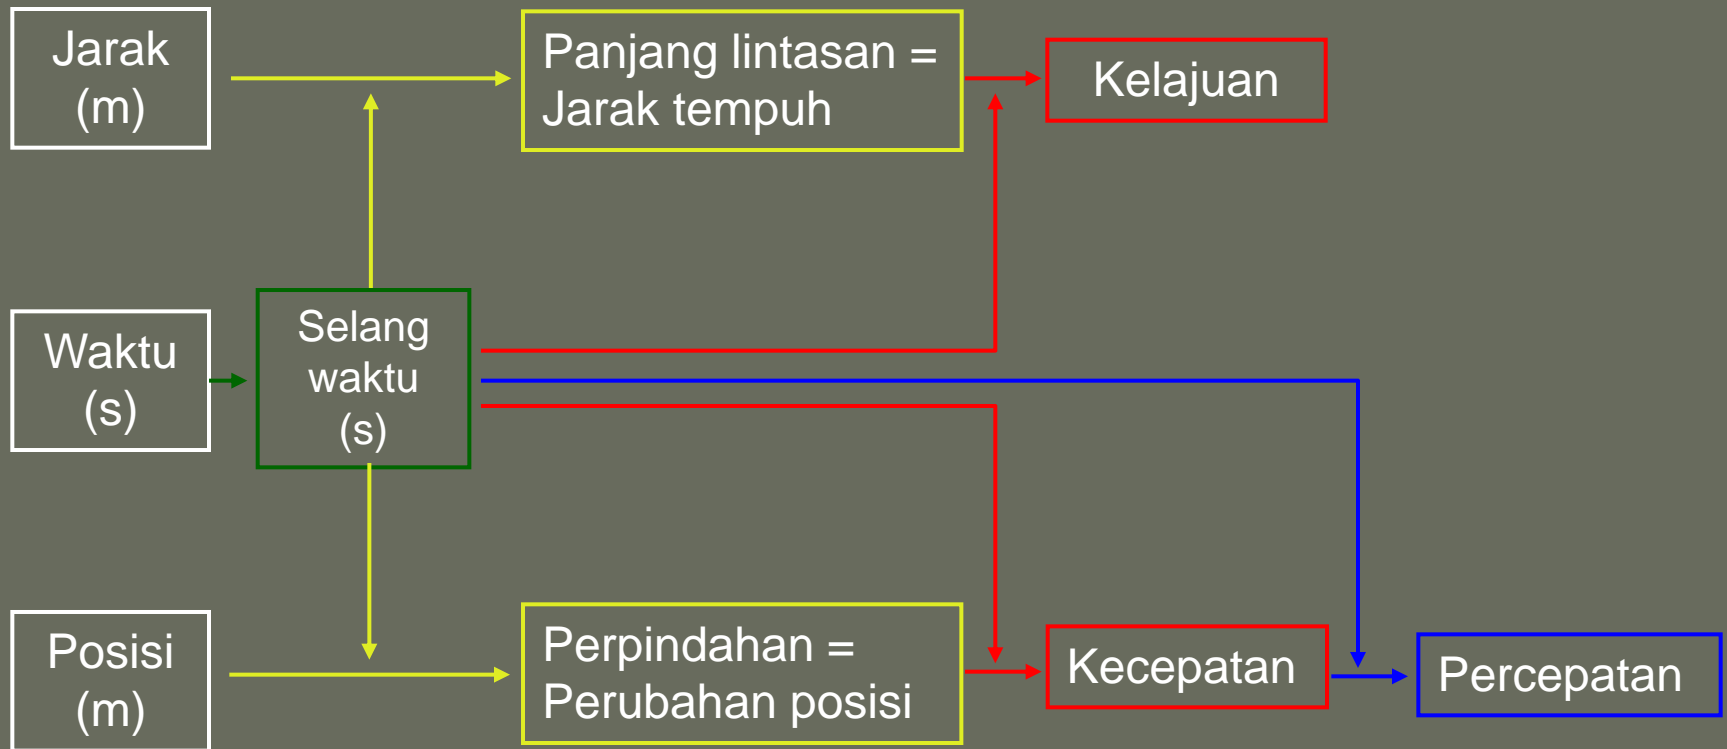 Jarak
(m)
Panjang lintasan =
Jarak tempuh
Kelajuan
Waktu
(s)
Selang
waktu
(s)
Posisi
(m)
Perpindahan =
Perubahan posisi
Kecepatan
Percepatan